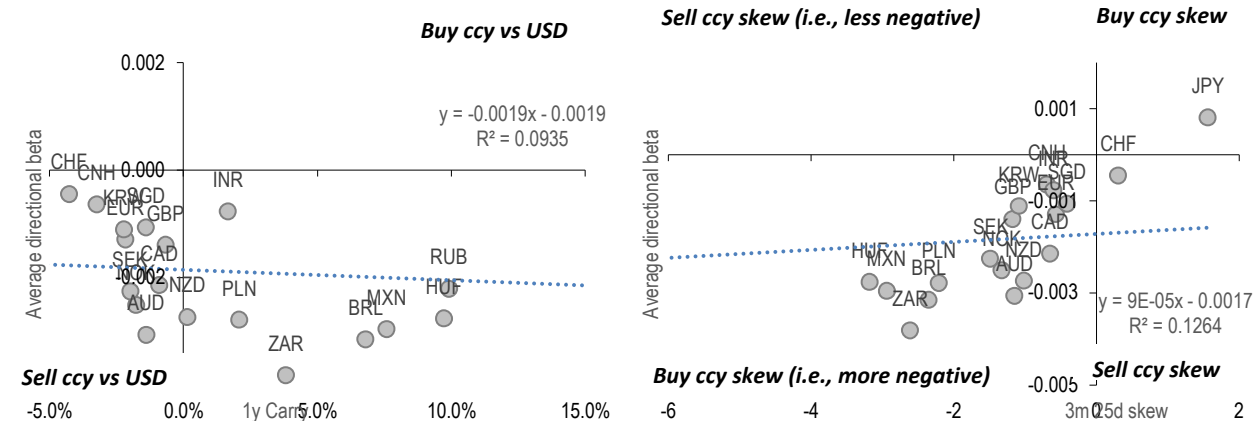 Buy ccy vs USD
0.002
y = -0.0019x - 0.0019
R² = 0.0935
Average directional beta
CHF
0.000
CNH
INR
KRW
SGD
EUR
GBP
CAD
SEK
-0.002
NZD
AUD
PLN
RUB
HUF
MXN
BRL
ZAR
Sell ccy vs USD
-5.0%
0.0%
1y Carry
5.0%
10.0%
15.0%
Sell ccy skew (i.e., less negative)
Buy ccy skew
JPY
0.001
CHF
CNH
INR
KRW
SGD
GBP
EUR
-0.001
CAD
SEK
NOK
NZD
AUD
HUF
MXN
PLN
BRL
ZAR
Average directional beta
-0.003
y = 9E-05x - 0.0017
R² = 0.1264
Buy ccy skew (i.e., more negative)
Sell ccy skew
-0.005
-6
-4
-2
0
3m 25d skew
2